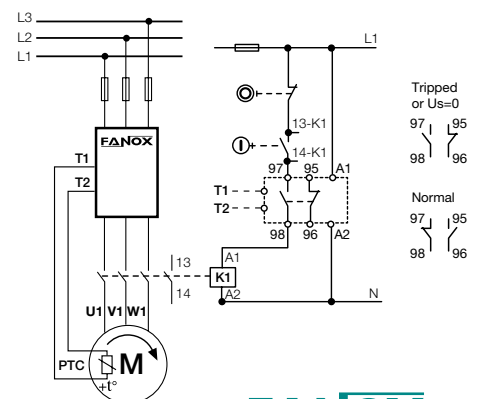 L3
L2
L1
FANOX
T1
T2
13
14
U1 V1 W1
PTC
M
+t°
L1
13-K1
14-K1
97 95 A1
T1
T2
98 96 A2
A1
K1
A2
N
Tripped
or Us=0
97 95
98 96
Normal
97 95
98 96